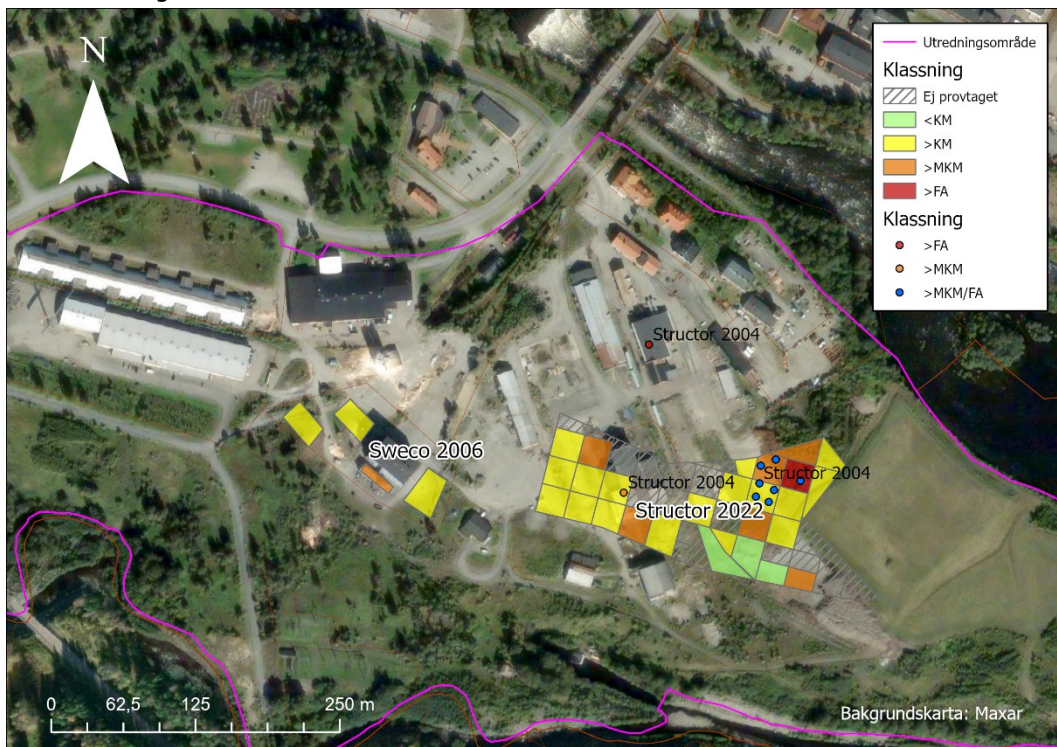 N
Utredningsområde
Klassning
Ej provtaget
<KM
>KM
>MKM
>FA
Klassning
>FA
>MKM
>MKM/FA
Structor 2004
Sweco 2006
Structor 2004
Structor 2004
Structor 2022
0 62,5 125 250 m
Bakgrundskarta: Maxar